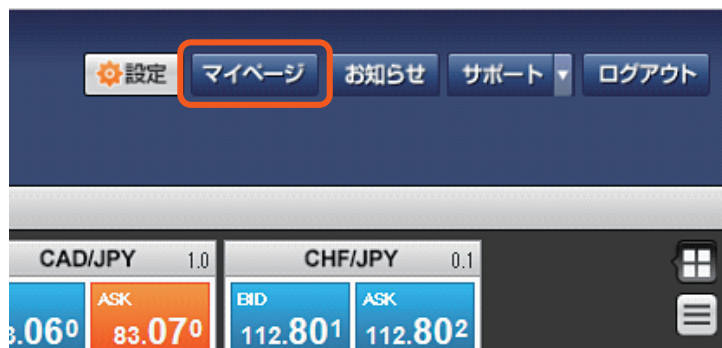 設定 マイページ お知らせ サポート ▼ ログアウト
CAD/JPY 1.0 CHF/JPY 0.1
ASK BID ASK
.060 83.070 112.801 112.802